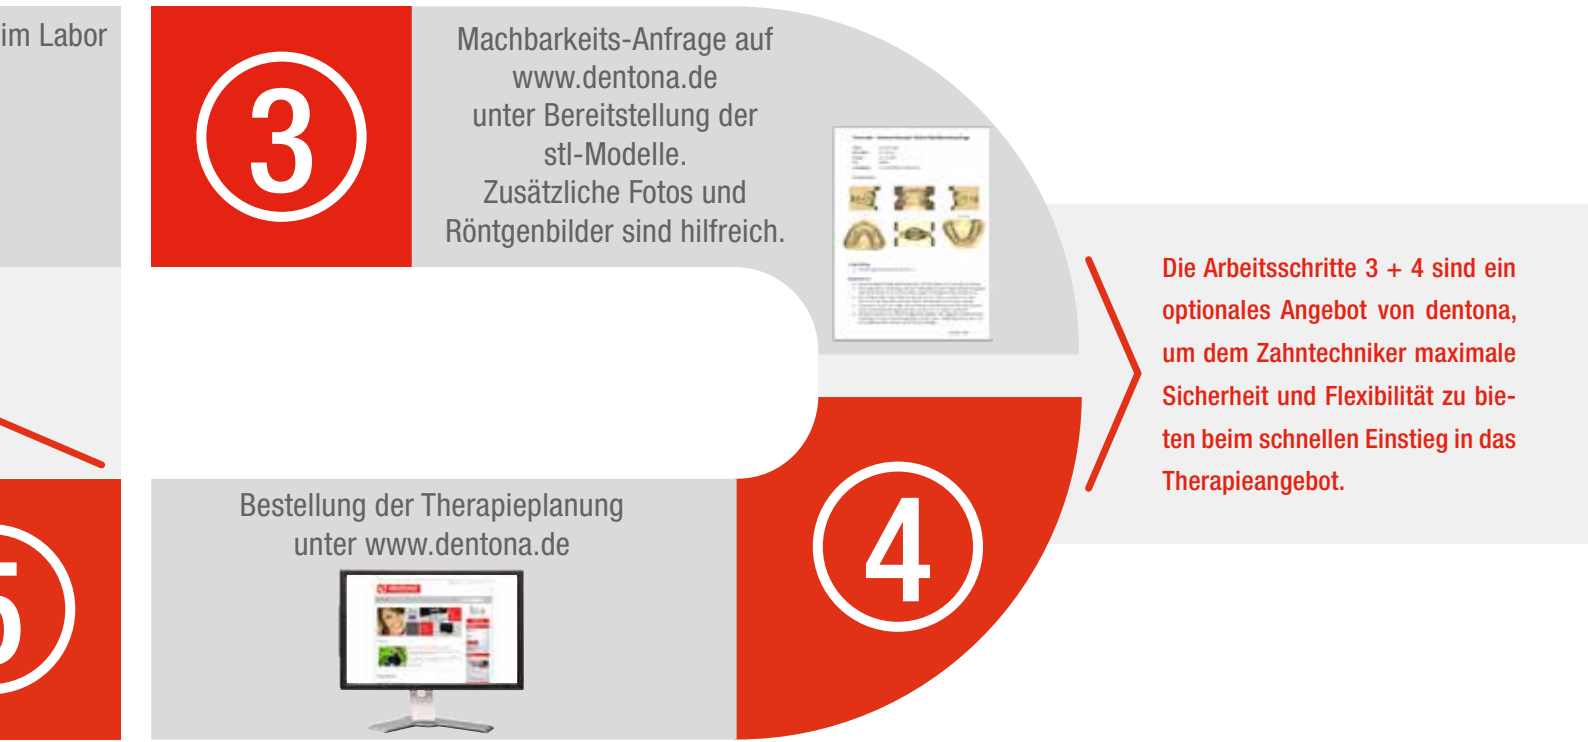 im Labor
3
Machbarkeits-Anfrage auf
www.dentona.de
unter Bereitstellung der
stl-Modelle.
Zusätzliche Fotos und
Röntgenbilder sind hilfreich.
Die Arbeitsschritte 3 + 4 sind ein
optionales Angebot von dentona,
um dem Zahntechniker maximale
Sicherheit und Flexibilität zu bie-
ten beim schnellen Einstieg in das
Therapieangebot.
4
Bestellung der Therapieplanung
unter www.dentona.de
5